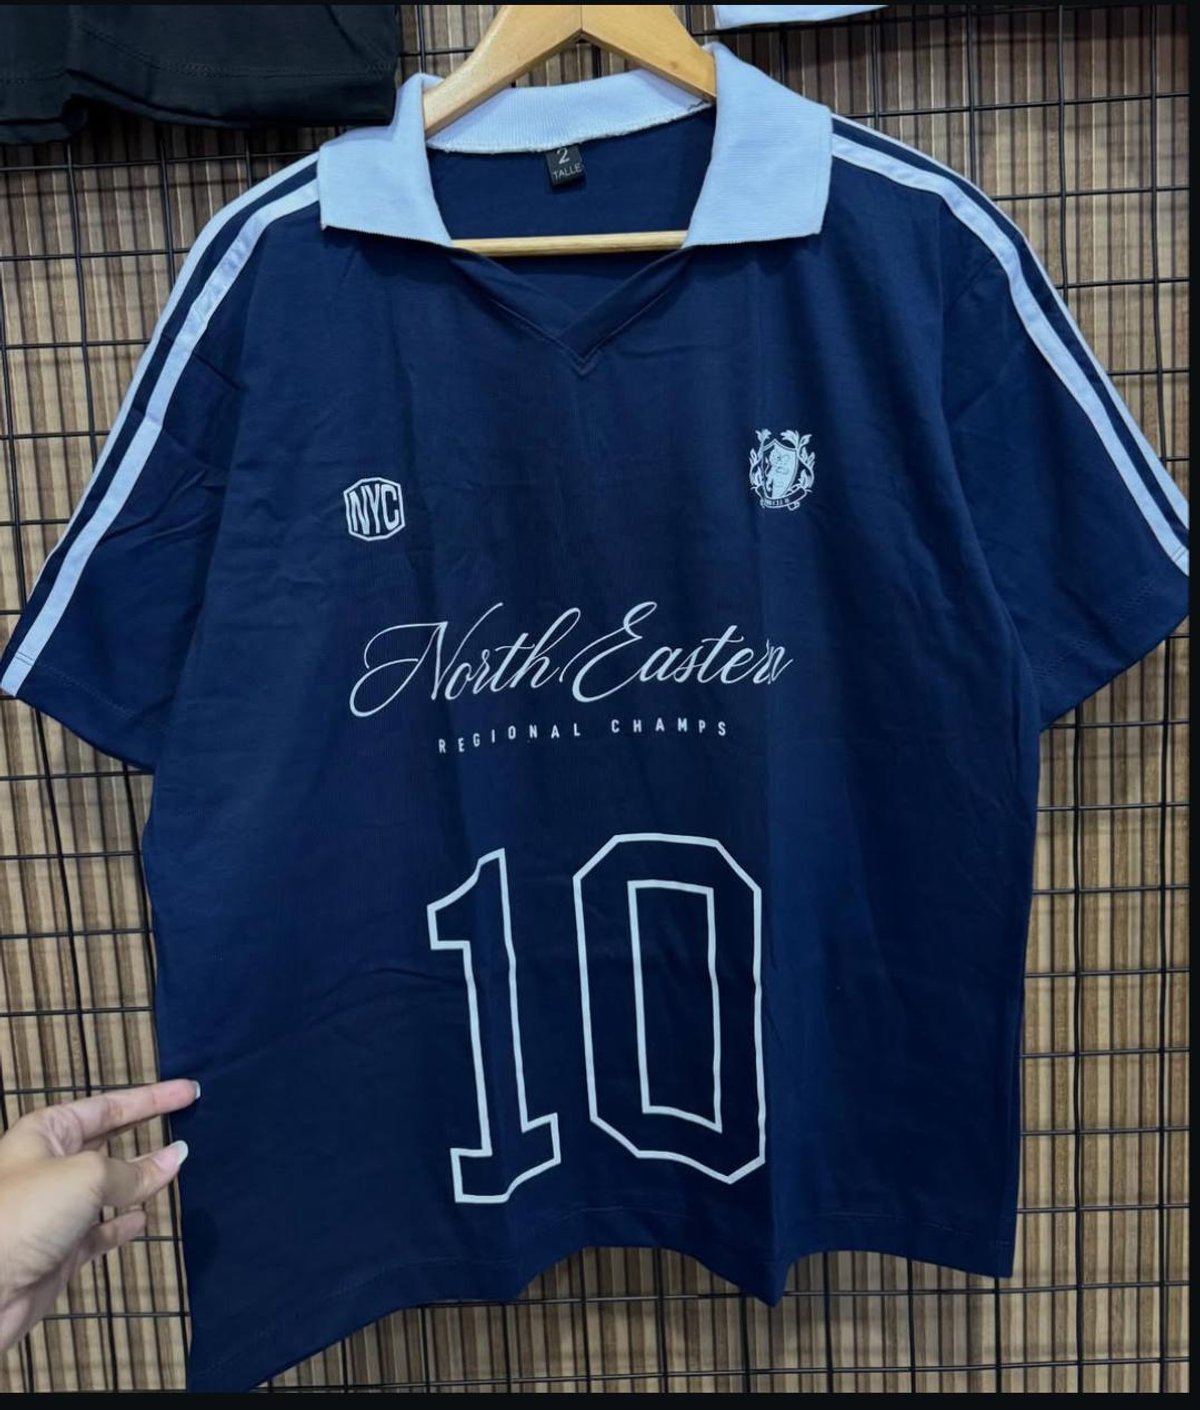 2
TALLE
NYC
North Eastern
REGIONAL CHAMPS
10